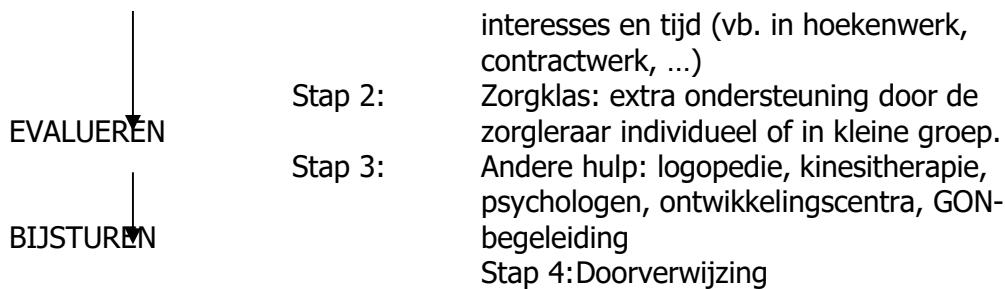 interesses en tijd (vb. in hoekenwerk,
contractwerk, …)
Stap 2: Zorgklas: extra ondersteuning door de
EVALUEREN zorgleraar individueel of in kleine groep.
Stap 3: Andere hulp: logopedie, kinesitherapie,
psychologen, ontwikkelingscentra, GON-
BIJSTUREN begeleiding
Stap 4:Doorverwijzing